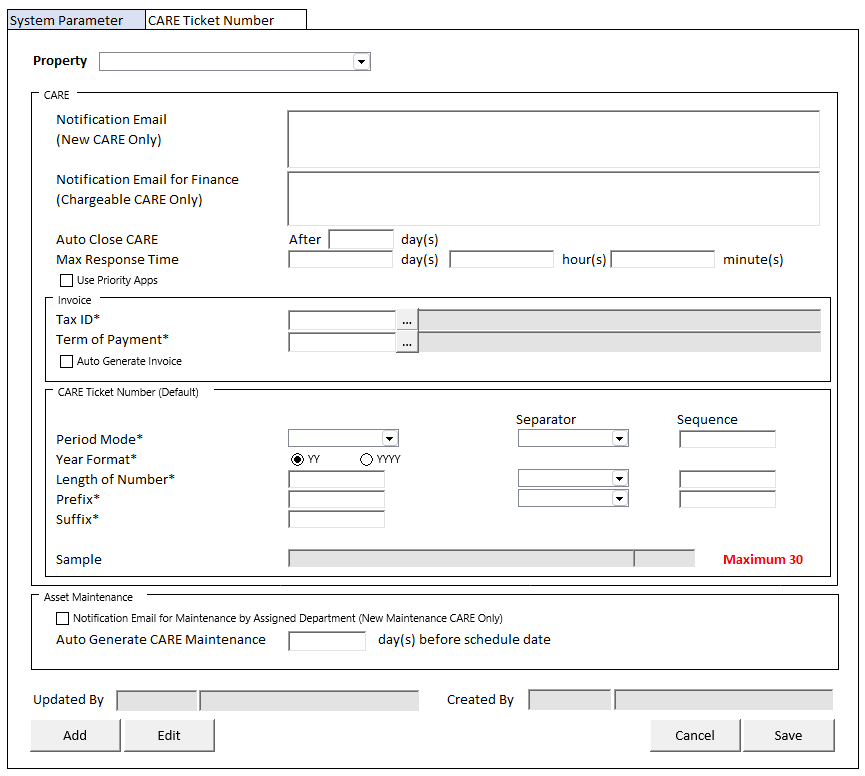 System Parameter CARE Ticket Number
Property
CARE
Notification Email
(New CARE Only)
Notification Email for Finance
(Chargeable CARE Only)
Auto Close CARE After day(s)
Max Response Time day(s) hour(s) minute(s)
Use Priority Apps
Invoice
Tax ID* ...
Term of Payment* ...
Auto Generate Invoice
CARE Ticket Number (Default)
Separator Sequence
Period Mode*
Year Format* YY YYYY
Length of Number*
Prefix*
Suffix*
Sample Maximum 30
Asset Maintenance
Notification Email for Maintenance by Assigned Department (New Maintenance CARE Only)
Auto Generate CARE Maintenance day(s) before schedule date
Updated By Created By
Add Edit Cancel Save